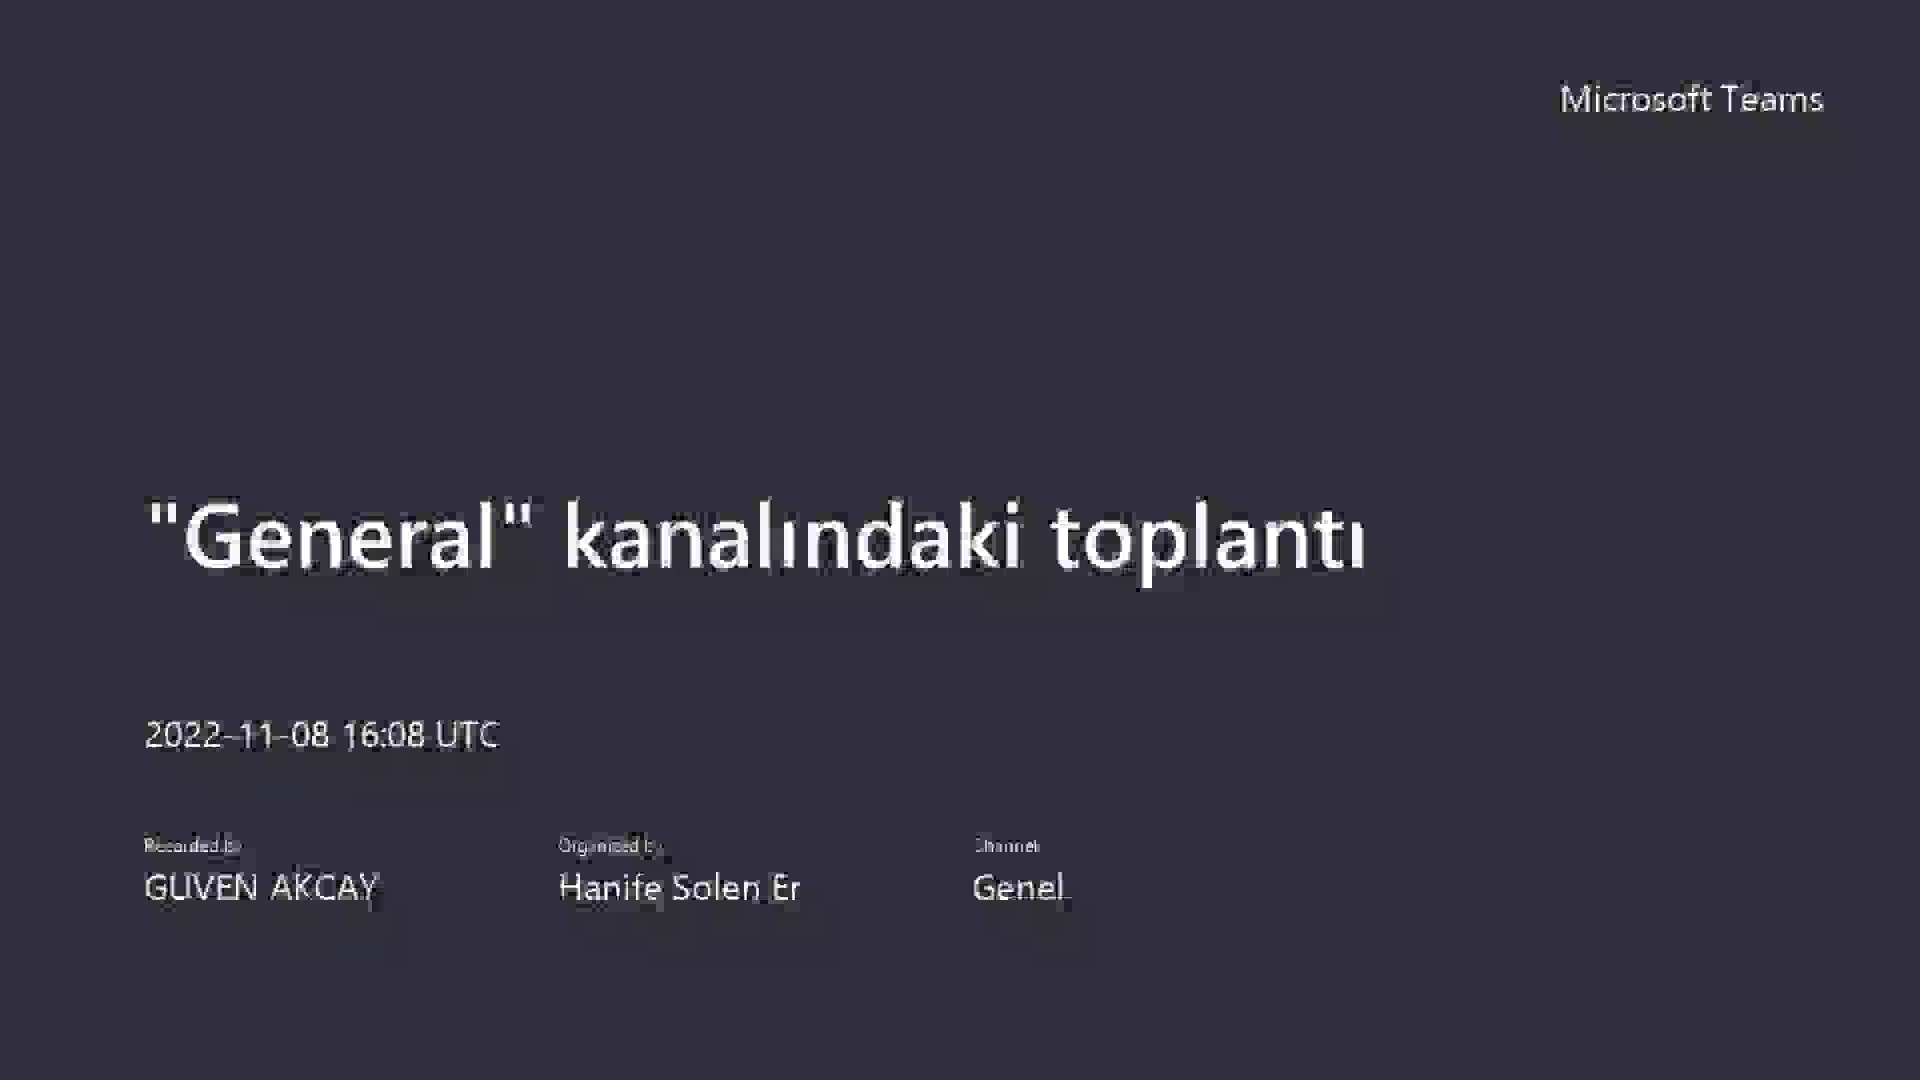 Microsoft Teams
"General" kanalındaki toplantı
2022-11-08 16:08 UTC
Recorded by
Organized by
Channel
GUVEN AKCAY
Hanife Solen Er
Genel